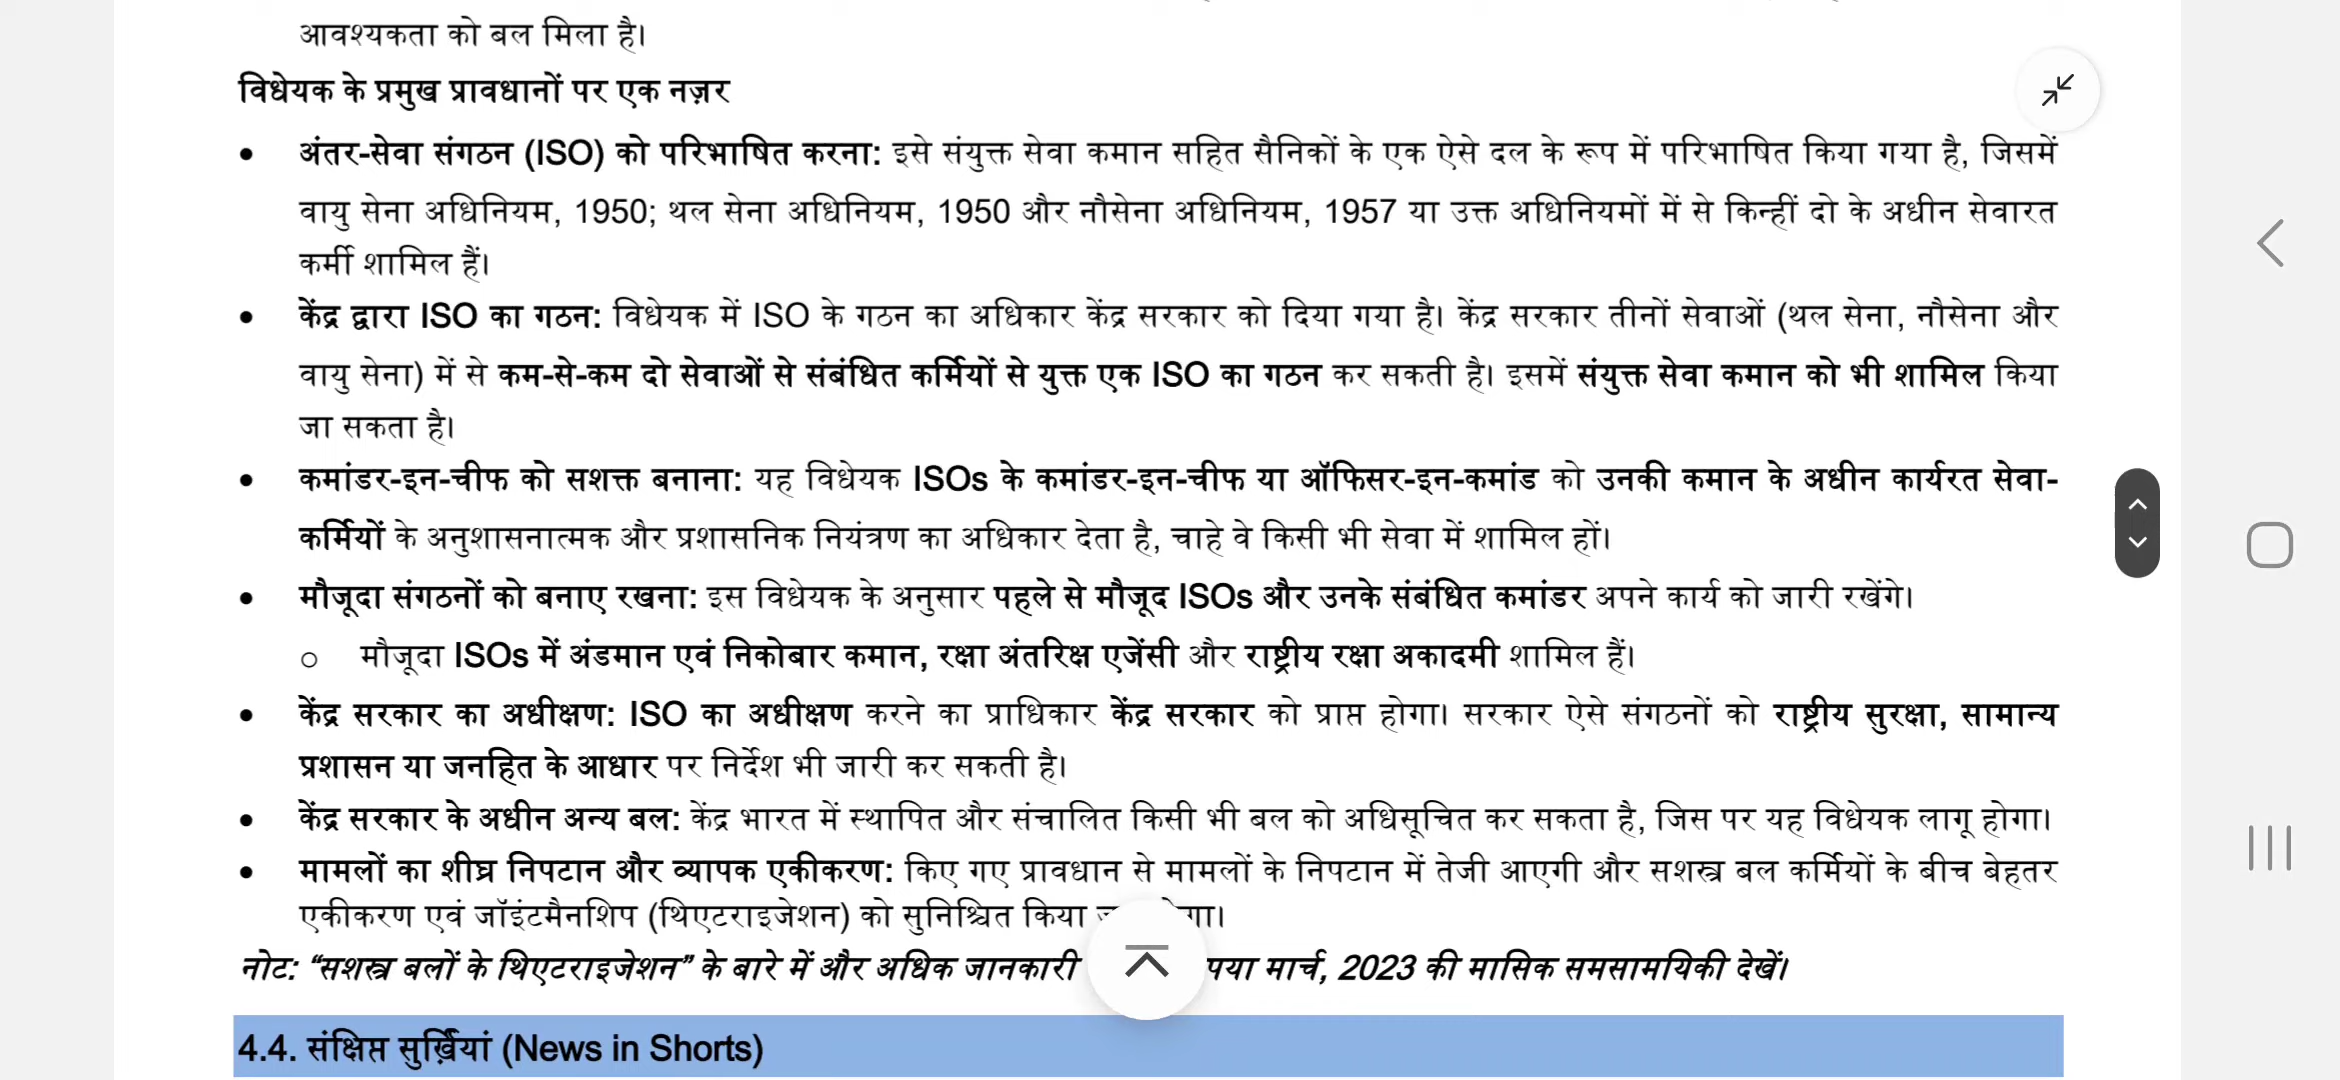 आवश्यकता को बल मिला है।
विधेयक के प्रमुख प्रावधानों पर एक नज़र
• अंतर-सेवा संगठन (ISO) को परिभाषित करना: इसे संयुक्त सेवा कमान सहित सैनिकों के एक ऐसे दल के रूप में परिभाषित किया गया है, जिसमें
वायु सेना अधिनियम, 1950; थल सेना अधिनियम, 1950 और नौसेना अधिनियम, 1957 या उक्त अधिनियमों में से किन्हीं दो के अधीन सेवारत
कर्मी शामिल हैं।
• केंद्र द्वारा ISO का गठन: विधेयक में ISO के गठन का अधिकार केंद्र सरकार को दिया गया है। केंद्र सरकार तीनों सेवाओं (थल सेना, नौसेना और
वायु सेना) में से कम-से-कम दो सेवाओं से संबंधित कर्मियों से युक्त एक ISO का गठन कर सकती है। इसमें संयुक्त सेवा कमान को भी शामिल किया
जा सकता है।
• कमांडर-इन-चीफ को सशक्त बनाना: यह विधेयक ISOs के कमांडर-इन-चीफ या ऑफिसर-इन-कमांड को उनकी कमान के अधीन कार्यरत सेवा-
कर्मियों के अनुशासनात्मक और प्रशासनिक नियंत्रण का अधिकार देता है, चाहे वे किसी भी सेवा में शामिल हों।
• मौजूदा संगठनों को बनाए रखना: इस विधेयक के अनुसार पहले से मौजूद ISOs और उनके संबंधित कमांडर अपने कार्य को जारी रखेंगे।
○ मौजूदा ISOs में अंडमान एवं निकोबार कमान, रक्षा अंतरिक्ष एजेंसी और राष्ट्रीय रक्षा अकादमी शामिल हैं।
• केंद्र सरकार का अधीक्षण: ISO का अधीक्षण करने का प्राधिकार केंद्र सरकार को प्राप्त होगा। सरकार ऐसे संगठनों को राष्ट्रीय सुरक्षा, सामान्य
प्रशासन या जनहित के आधार पर निर्देश भी जारी कर सकती है।
• केंद्र सरकार के अधीन अन्य बल: केंद्र भारत में स्थापित और संचालित किसी भी बल को अधिसूचित कर सकता है, जिस पर यह विधेयक लागू होगा।
• मामलों का शीघ्र निपटान और व्यापक एकीकरण: किए गए प्रावधान से मामलों के निपटान में तेजी आएगी और सशस्त्र बल कर्मियों के बीच बेहतर
एकीकरण एवं जॉइंटमैनशिप (थिएटराइजेशन) को सुनिश्चित किया
नोट: “सशस्त्र बलों के थिएटराइजेशन” के बारे में और अधिक जानकारी मार्च, 2023 की मासिक समसामयिकी देखें।
4.4. संक्षिप्त सुर्ख़ियां (News in Shorts)